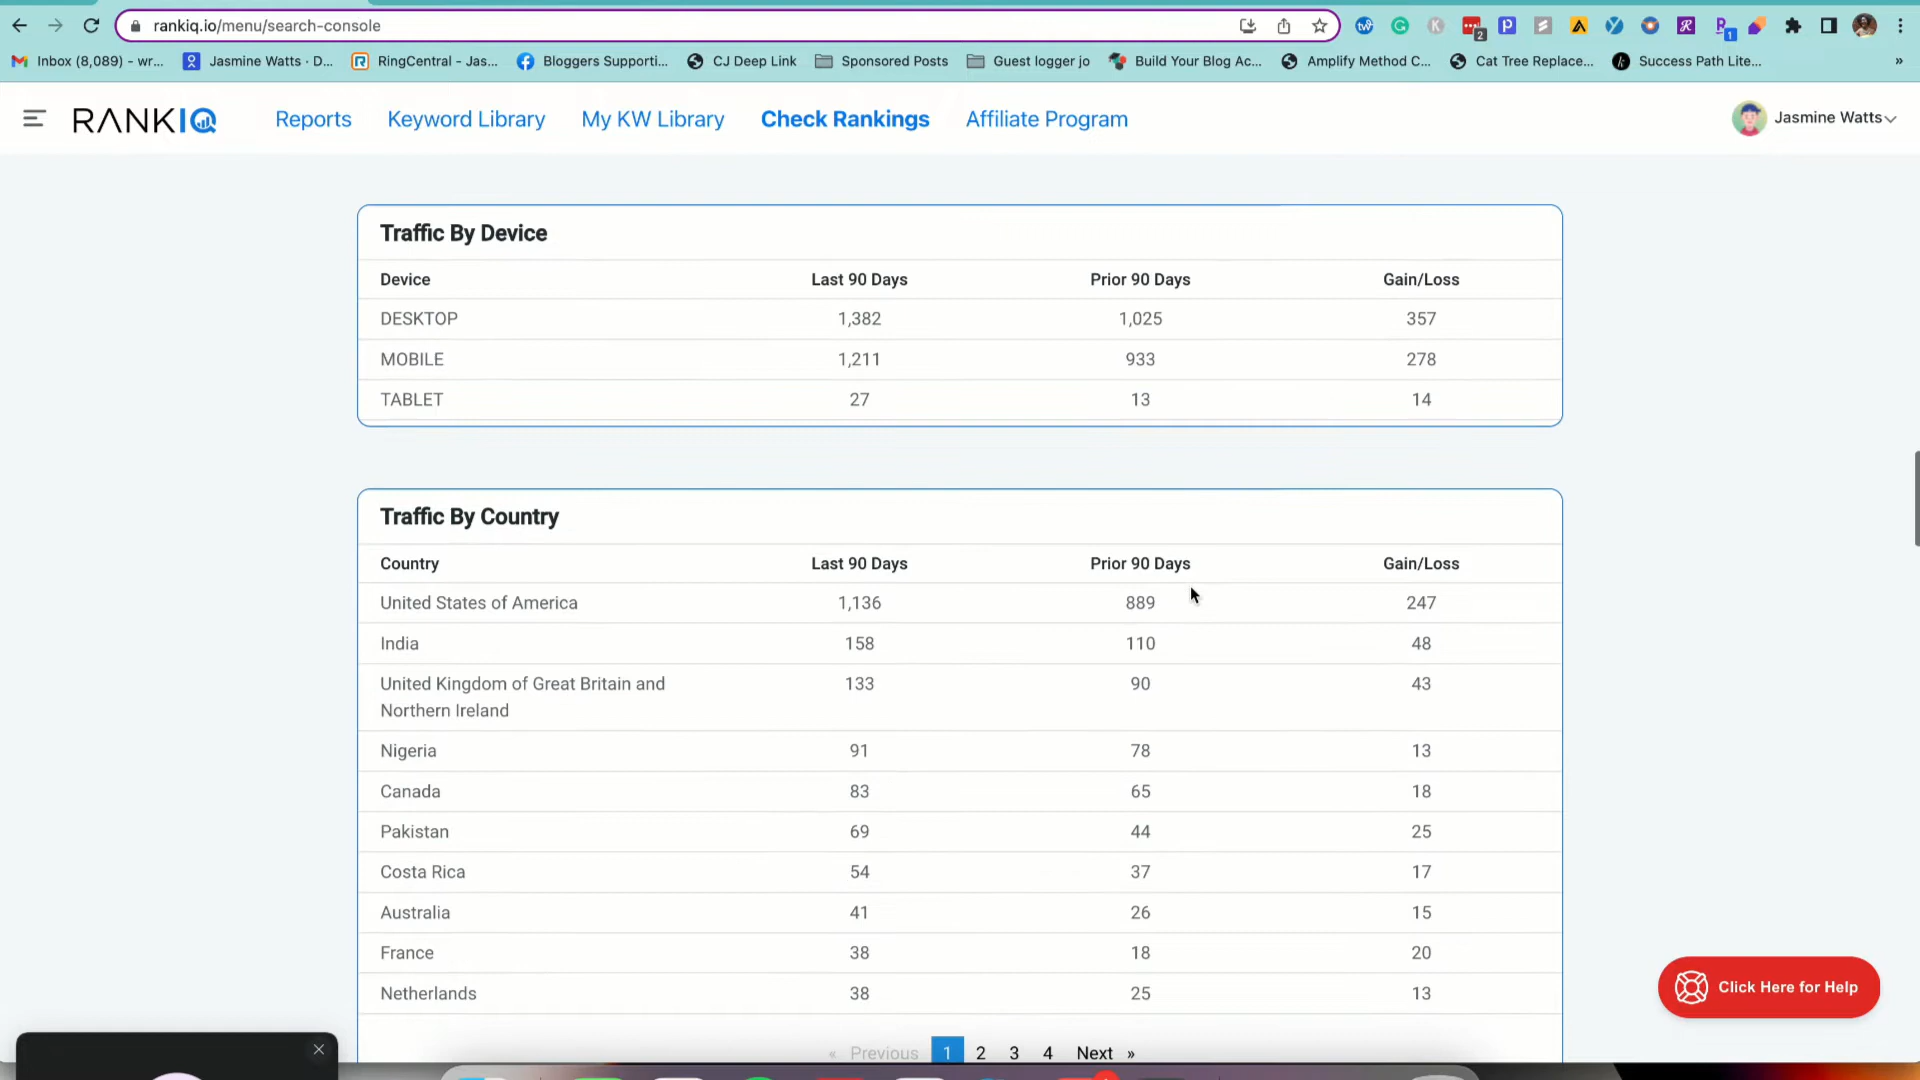 rankiq.io/menu/search-console
2
1
Inbox (8,089) - wr...
Jasmine Watts · D...
RingCentral - Jas...
Bloggers Supporti...
CJ Deep Link
Sponsored Posts
Guest logger jo
Build Your Blog Ac...
Amplify Method C...
Cat Tree Replace...
Success Path Lite...
»
RANKIQ
Reports
Keyword Library
My KW Library
Check Rankings
Affiliate Program
Jasmine Watts
Traffic By Device
Device Last 90 Days Prior 90 Days Gain/Loss
DESKTOP 1,382 1,025 357
MOBILE 1,211 933 278
TABLET 27 13 14
Traffic By Country
Country Last 90 Days Prior 90 Days Gain/Loss
United States of America 1,136 889 247
India 158 110 48
United Kingdom of Great Britain and 133 90 43
Northern Ireland
Nigeria 91 78 13
Canada 83 65 18
Pakistan 69 44 25
Costa Rica 54 37 17
Australia 41 26 15
France 38 18 20
Netherlands 38 25 13
« Previous 1 2 3 4 Next »
Click Here for Help